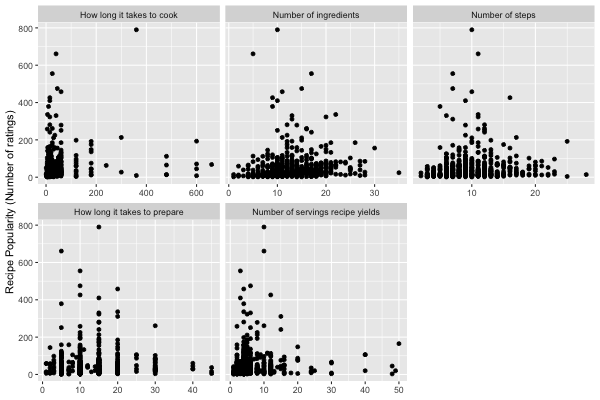 Recipe Popularity (Number of ratings)
How long it takes to cook
Number of ingredients
Number of steps
800
600
400
200
0
0 200 400 600
0 10 20 30
10 20
How long it takes to prepare
Number of servings recipe yields
800
600
400
200
0
0 10 20 30 40
0 10 20 30 40 50